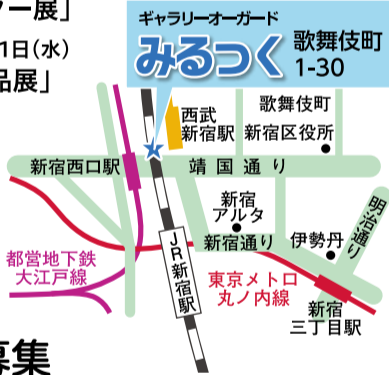 ー展」
1日(水)
品展」
ギャラリーオーガード
みるつく
歌舞伎町
1-30
歌舞伎町
西武
新宿駅
新宿区役所
新宿西口駅
靖国通り
新宿
アルタ
明治通り
新宿通り
伊勢丹
都営地下鉄
大江戸線
JR新宿駅
東京メトロ
丸ノ内線
新宿
三丁目駅
募集